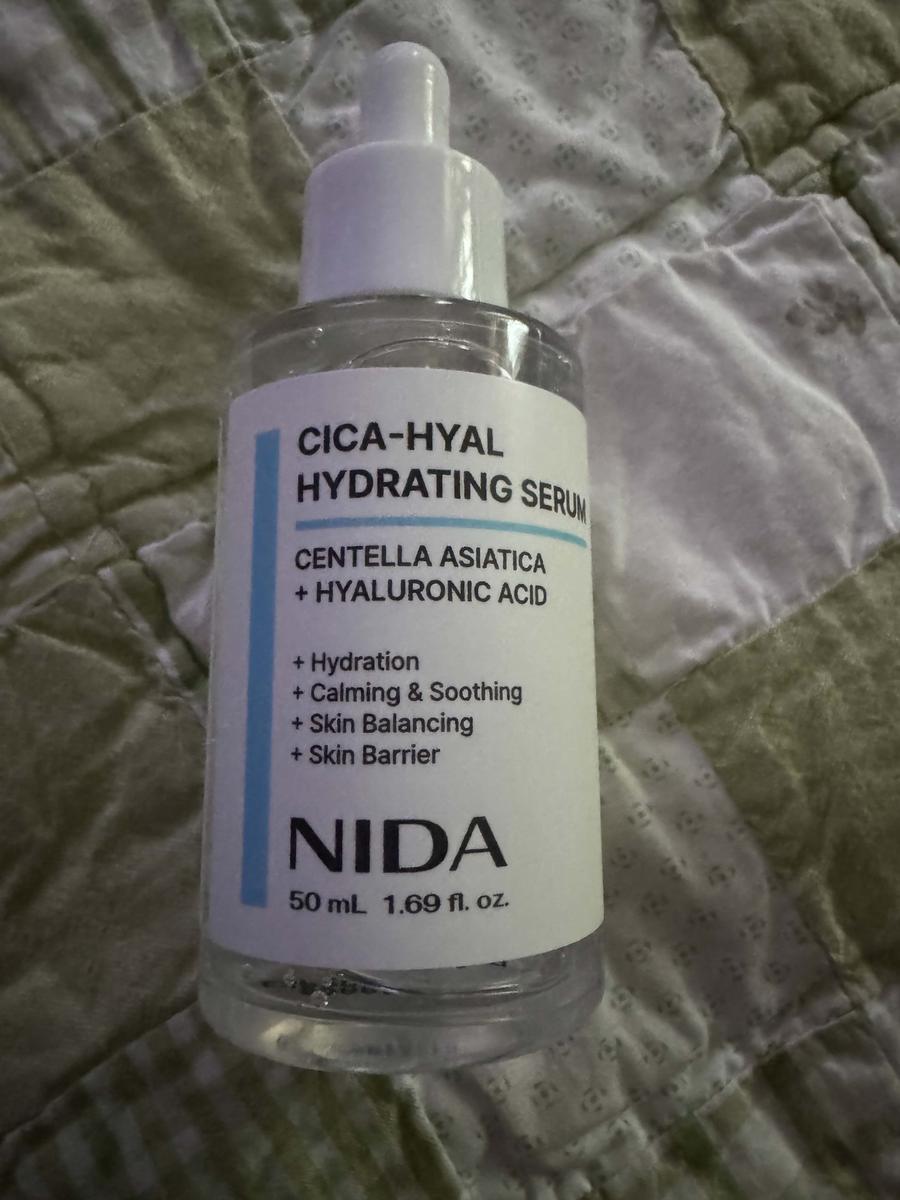 CICA-HYAL
HYDRATING SERUM
CENTELLA ASIATICA
+ HYALURONIC ACID
+ Hydration
+ Calming & Soothing
+ Skin Balancing
+ Skin Barrier
NIDA
50 mL 1.69 fl. oz.